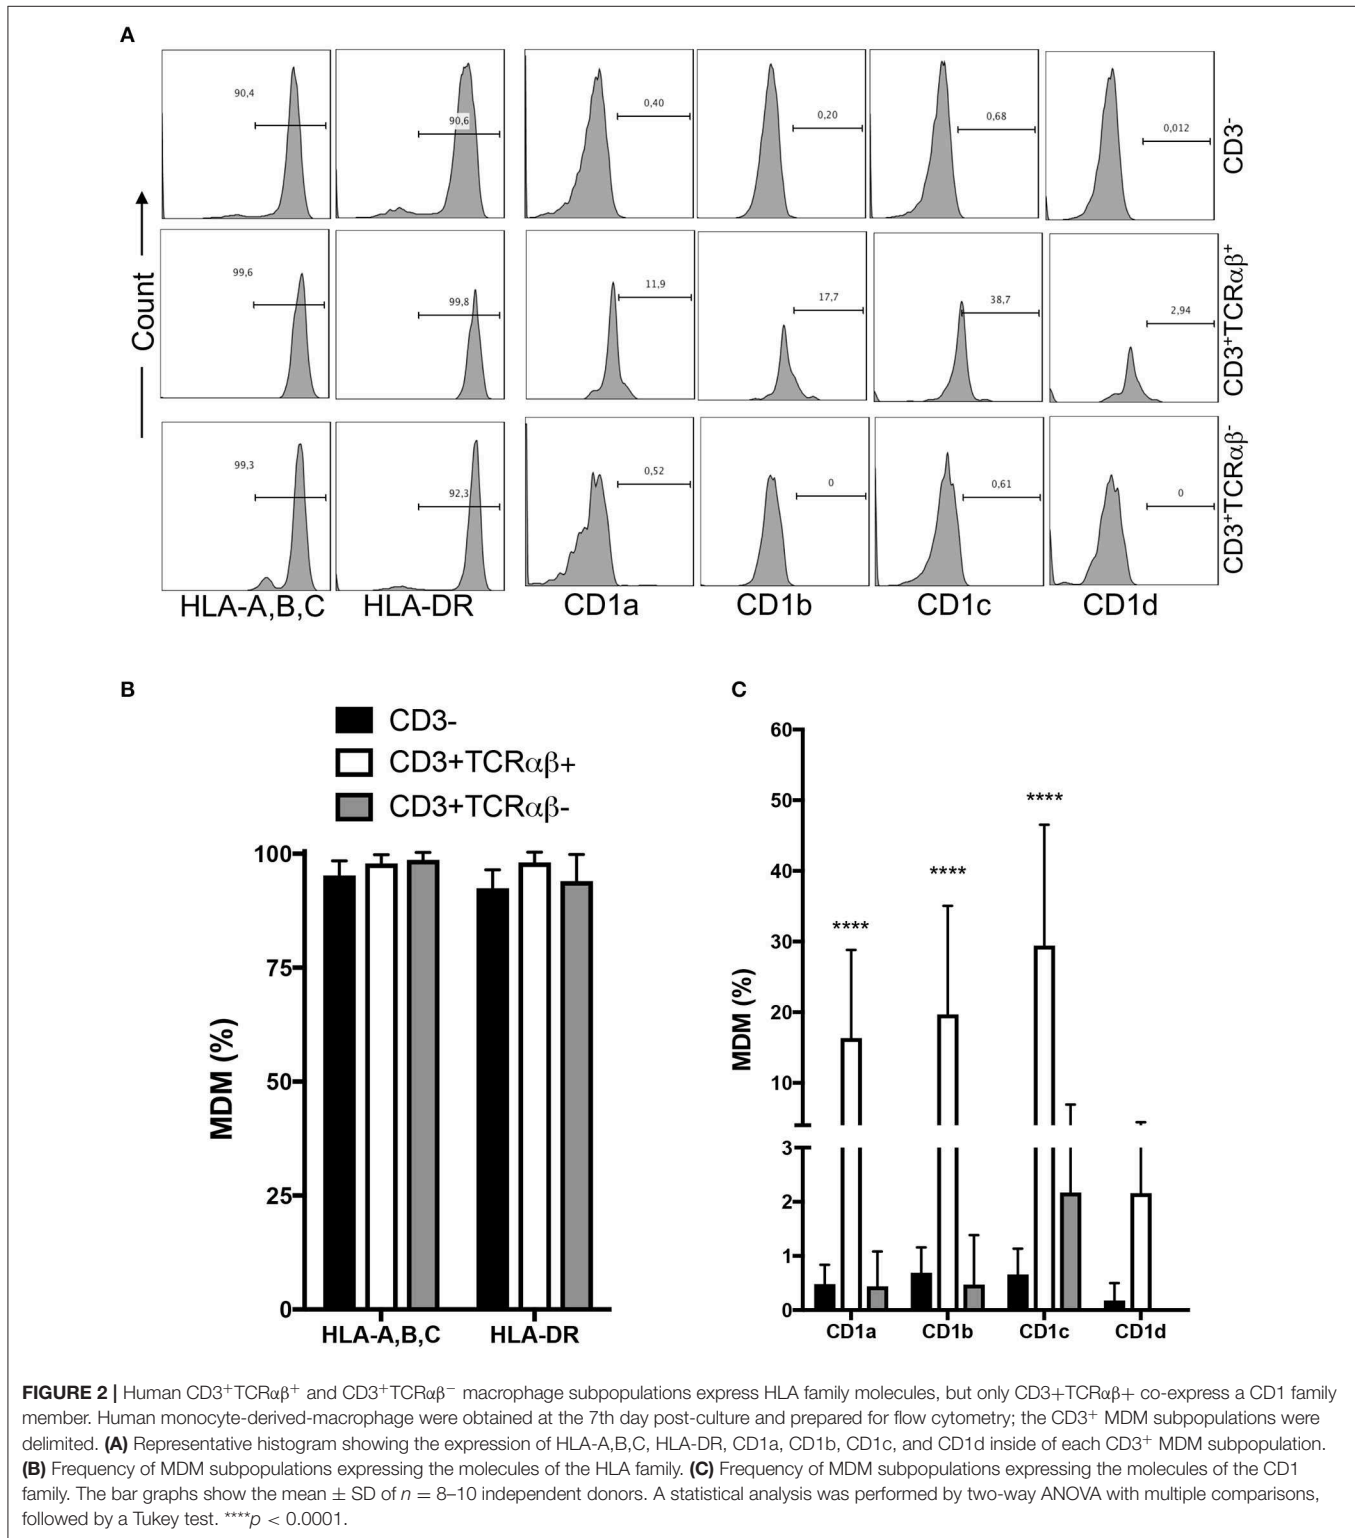 A
90,4
90,6
0,40
0,20
0,68
0,012
CD3-
99,6
99,8
11,9
17,7
38,7
2,94
CD3+TCRαβ+
99,3
92,3
0,52
0
0,61
0
CD3+TCRαβ-
Count
HLA-A,B,C
HLA-DR
CD1a
CD1b
CD1c
CD1d
B
CD3-
CD3+TCRαβ+
CD3+TCRαβ-
100
75
50
25
0
MDM (%)
HLA-A,B,C
HLA-DR
C
60
50
40
30
20
10
3
2
1
0
MDM (%)
****
****
****
CD1a
CD1b
CD1c
CD1d
FIGURE 2 | Human CD3⁺TCRαβ⁺ and CD3⁺TCRαβ⁻ macrophage subpopulations express HLA family molecules, but only CD3+TCRαβ+ co-express a CD1 family
member. Human monocyte-derived-macrophage were obtained at the 7th day post-culture and prepared for flow cytometry; the CD3⁺ MDM subpopulations were
delimited. (A) Representative histogram showing the expression of HLA-A,B,C, HLA-DR, CD1a, CD1b, CD1c, and CD1d inside of each CD3⁺ MDM subpopulation.
(B) Frequency of MDM subpopulations expressing the molecules of the HLA family. (C) Frequency of MDM subpopulations expressing the molecules of the CD1
family. The bar graphs show the mean ± SD of n = 8–10 independent donors. A statistical analysis was performed by two-way ANOVA with multiple comparisons,
followed by a Tukey test. ****p < 0.0001.